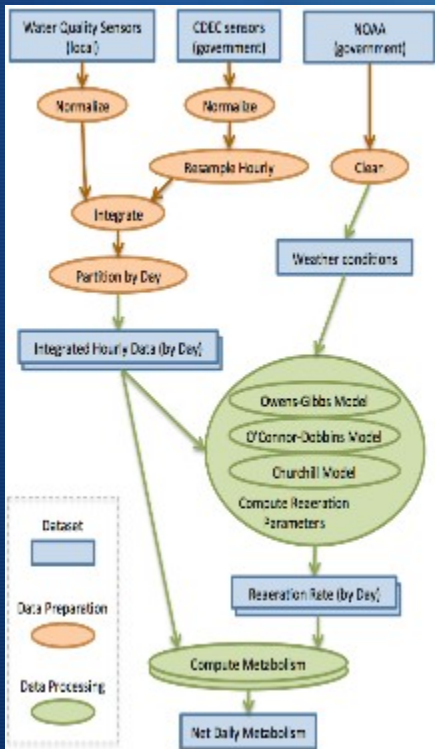 Water Quality Sensors
(local)
CDEC sensors
(government)
NOAA
(government)
Normalize
Normalize
Resample Hourly
Clean
Integrate
Partition by Day
Weather conditions
Integrated Hourly Data (by Day)
Owens-Gibbs Model
O'Connor-Dobbins Model
Churchill Model
Compute Reaeration
Parameters
Dataset
Data Preparation
Data Processing
Reaeration Rate (by Day)
Compute Metabolism
Net Daily Metabolism